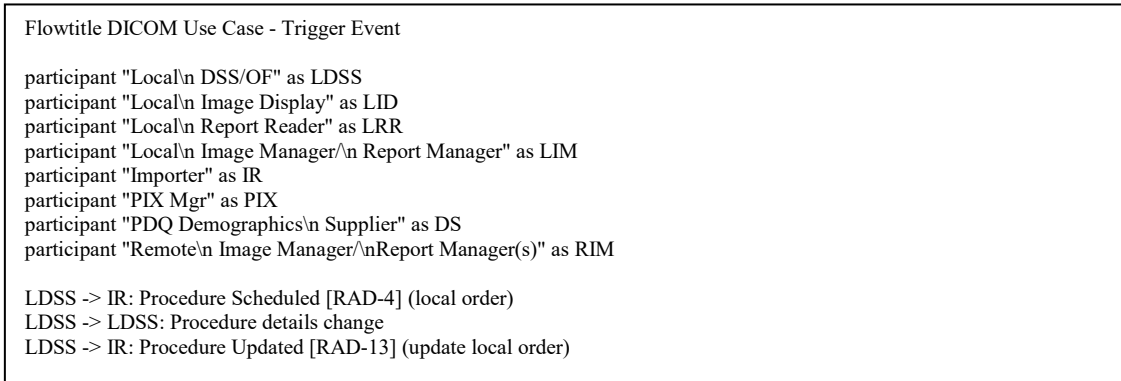 Flowtitle DICOM Use Case - Trigger Event
participant "Local\n DSS/OF" as LDSS
participant "Local\n Image Display" as LID
participant "Local\n Report Reader" as LRR
participant "Local\n Image Manager/\n Report Manager" as LIM
participant "Importer" as IR
participant "PIX Mgr" as PIX
participant "PDQ Demographics\n Supplier" as DS
participant "Remote\n Image Manager/\nReport Manager(s)" as RIM
LDSS -> IR: Procedure Scheduled [RAD-4] (local order)
LDSS -> LDSS: Procedure details change
LDSS -> IR: Procedure Updated [RAD-13] (update local order)